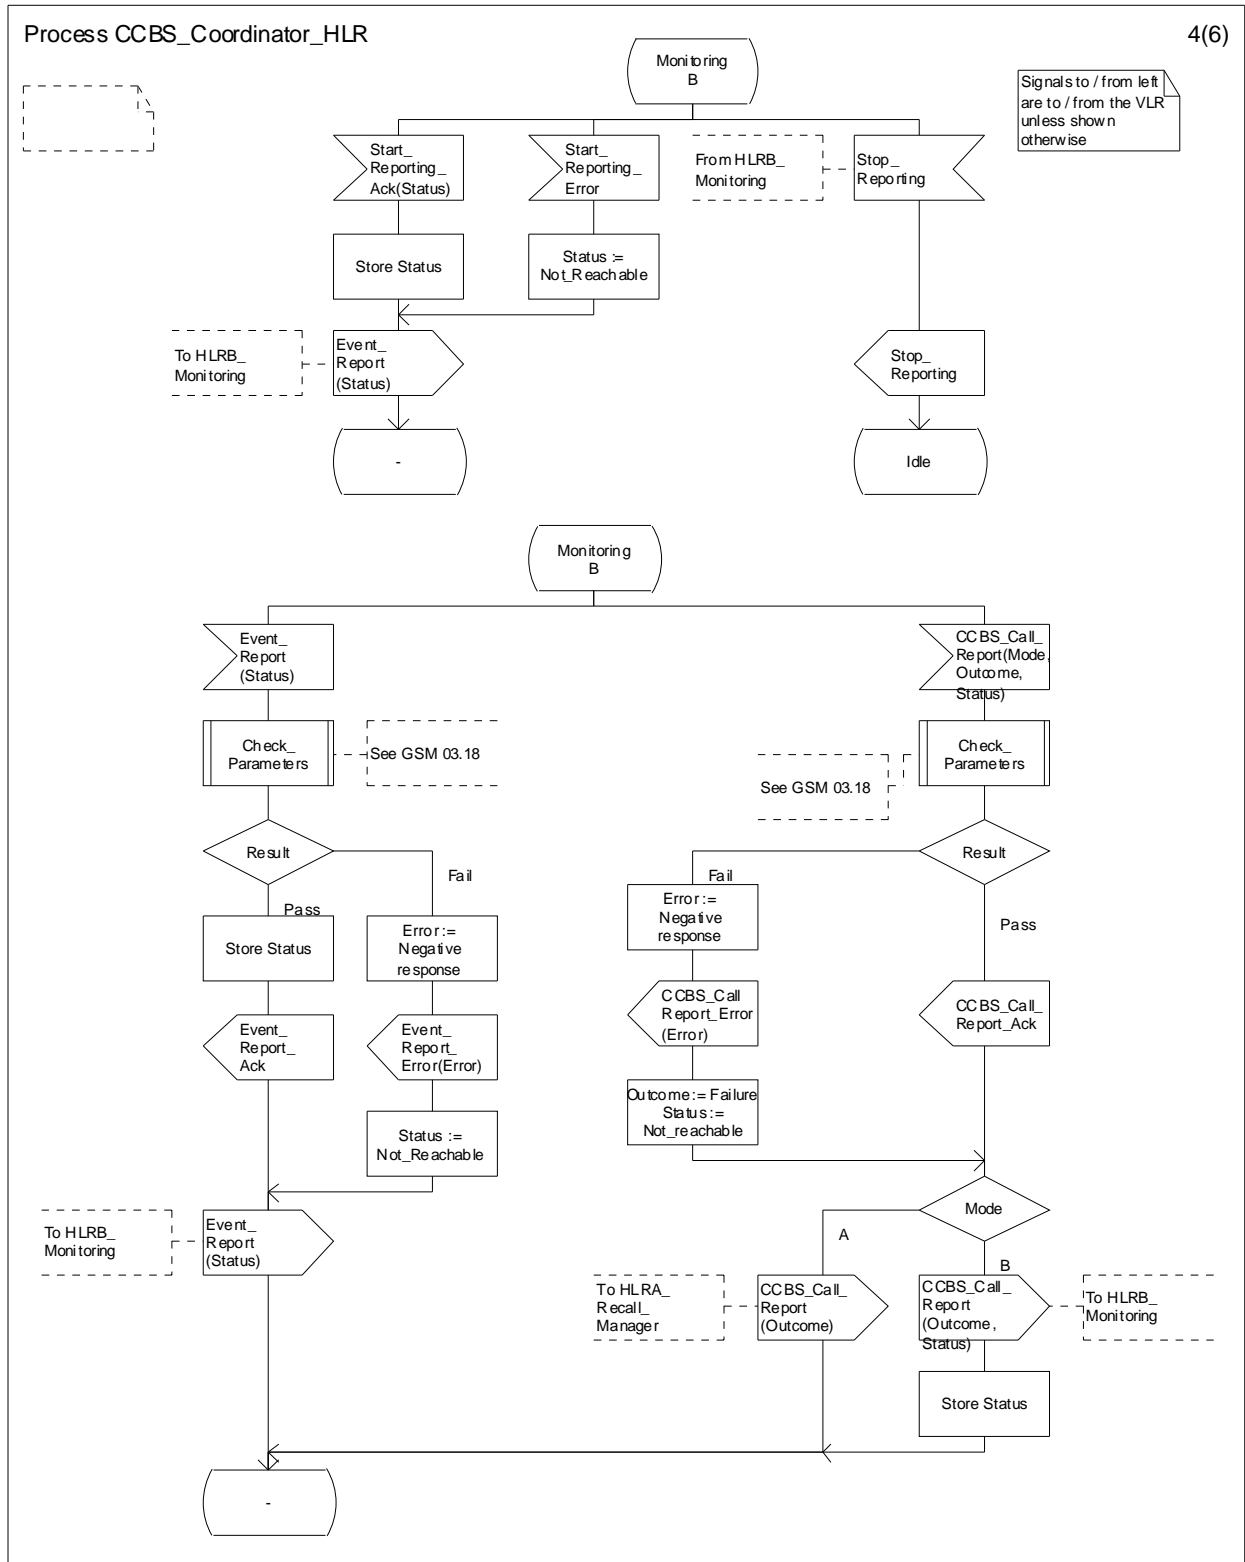 Process CCBS_Coordinator_HLR
4(6)
Monitoring
B
Signals to / from left
are to / from the VLR
unless shown
otherwise
Start_
Reporting_
Ack(Status)
Start_
Reporting_
Error
From HLRB_
Monitoring
Stop_
Reporting
Store Status
Status :=
Not_Reachable
To HLRB_
Monitoring
Event_
Report
(Status)
Stop_
Reporting
-
Idle
Monitoring
B
Event_
Report
(Status)
CCBS_Call_
Report(Mode,
Outcome,
Status)
Check_
Parameters
See GSM 03.18
See GSM 03.18
Check_
Parameters
Result
Fail
Pass
Result
Fail
Pass
Store Status
Error :=
Negative
response
Error :=
Negative
response
Event_
Report_
Ack
Event_
Report_
Error(Error)
CCBS_Call
Report_Error
(Error)
CCBS_Call_
Report_Ack
Status :=
Not_Reachable
Outcome := Failure
Status :=
Not_reachable
Mode
A
B
To HLRB_
Monitoring
Event_
Report
(Status)
To HLRA_
Recall_
Manager
CCBS_Call_
Report
(Outcome)
CCBS_Call_
Report
(Outcome,
Status)
To HLRB_
Monitoring
Store Status
-